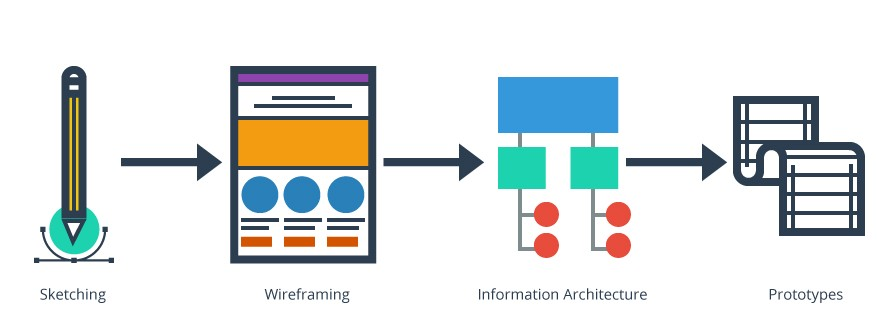 Sketching
Wireframing
Information Architecture
Prototypes